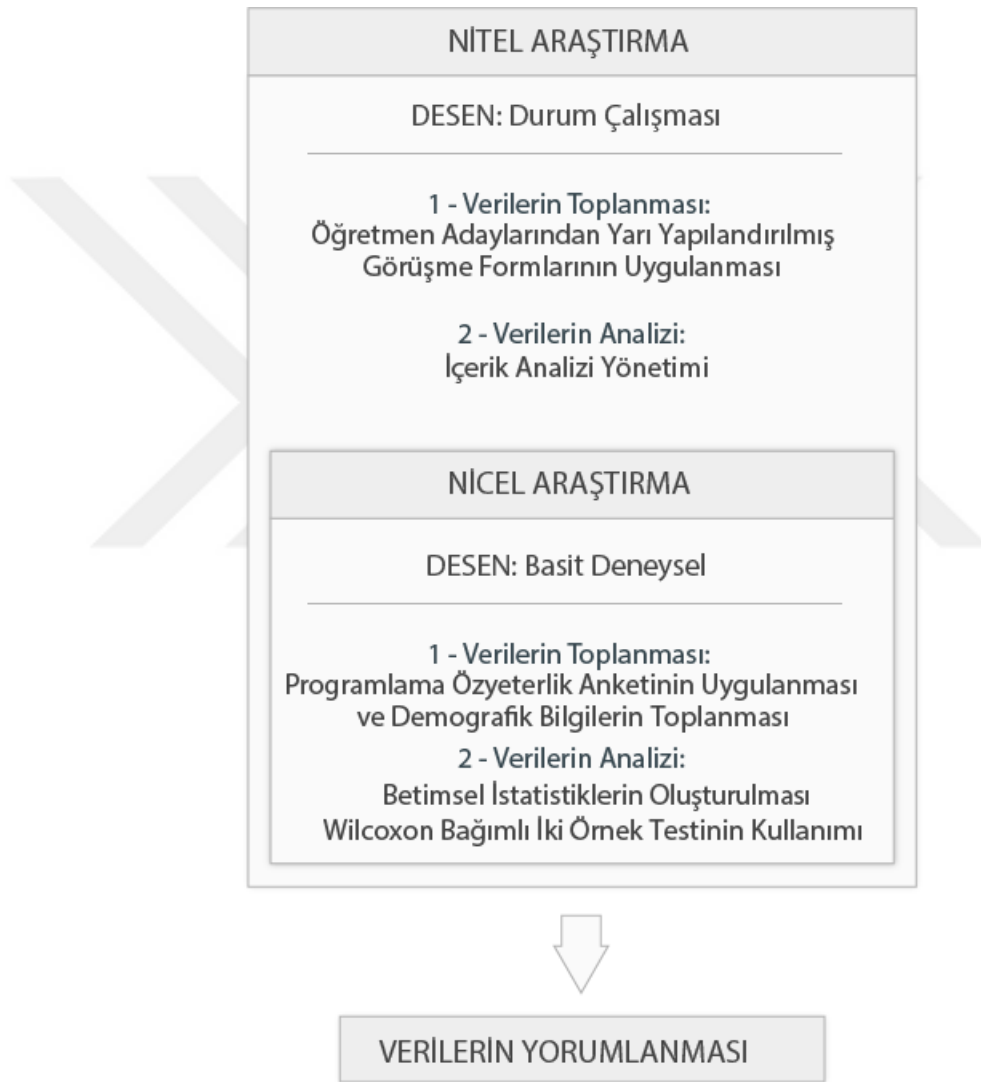 NİTEL ARAŞTIRMA
DESEN: Durum Çalışması
1 - Verilerin Toplanması:
Öğretmen Adaylarından Yarı Yapılandırılmış
Görüşme Formlarının Uygulanması
2 - Verilerin Analizi:
İçerik Analizi Yönetimi
NİCEL ARAŞTIRMA
DESEN: Basit Deneysel
1 - Verilerin Toplanması:
Programlama Özyeterlik Anketinin Uygulanması
ve Demografik Bilgilerin Toplanması
2 - Verilerin Analizi:
Betimsel İstatistiklerin Oluşturulması
Wilcoxon Bağımlı İki Örnek Testinin Kullanımı
VERİLERİN YORUMLANMASI